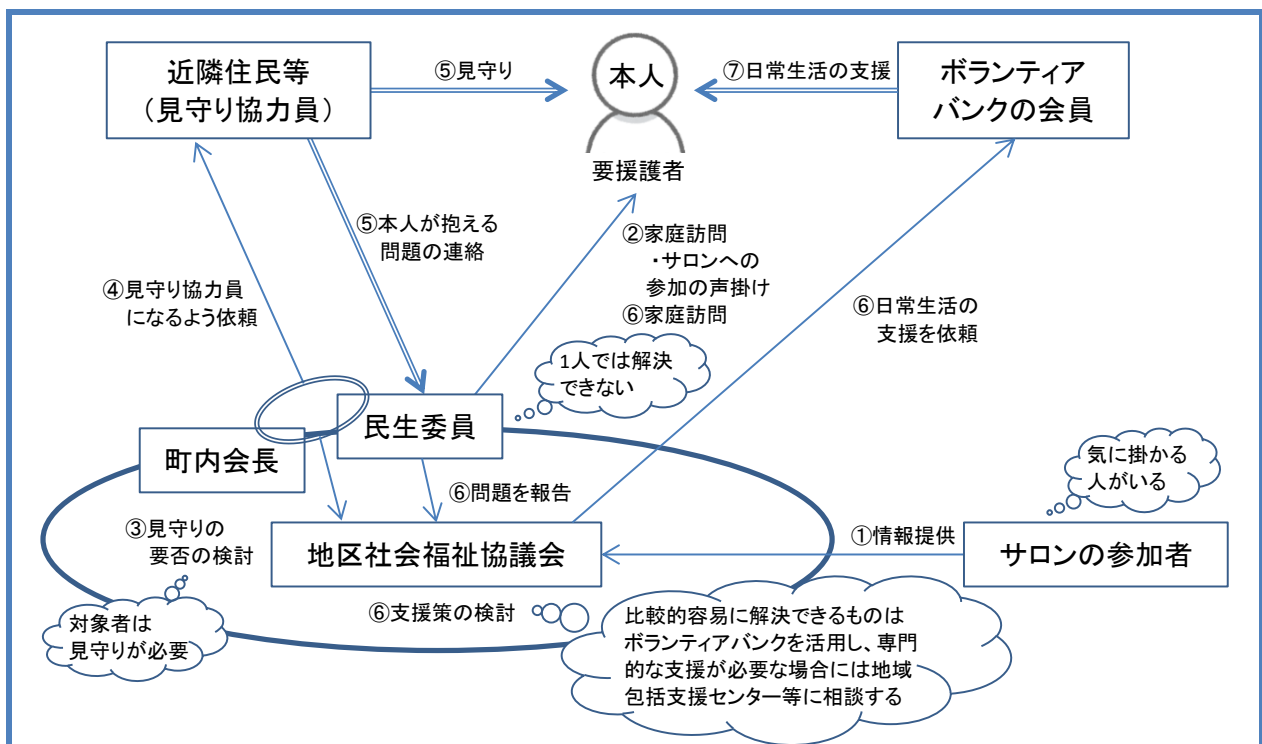 近隣住民等
（見守り協力員）
⑤見守り
本人
要援護者
⑦日常生活の支援
ボランティア
バンクの会員
⑤本人が抱える
問題の連絡
②家庭訪問
・サロンへの
参加の声掛け
⑥家庭訪問
④見守り協力員
になるよう依頼
⑥日常生活の
支援を依頼
1人では解決
できない
民生委員
町内会長
気に掛かる
人がいる
⑥問題を報告
③見守りの
要否の検討
地区社会福祉協議会
①情報提供
サロンの参加者
対象者は
見守りが必要
⑥支援策の検討
比較的容易に解決できるものは
ボランティアバンクを活用し、専門
的な支援が必要な場合には地域
包括支援センター等に相談する